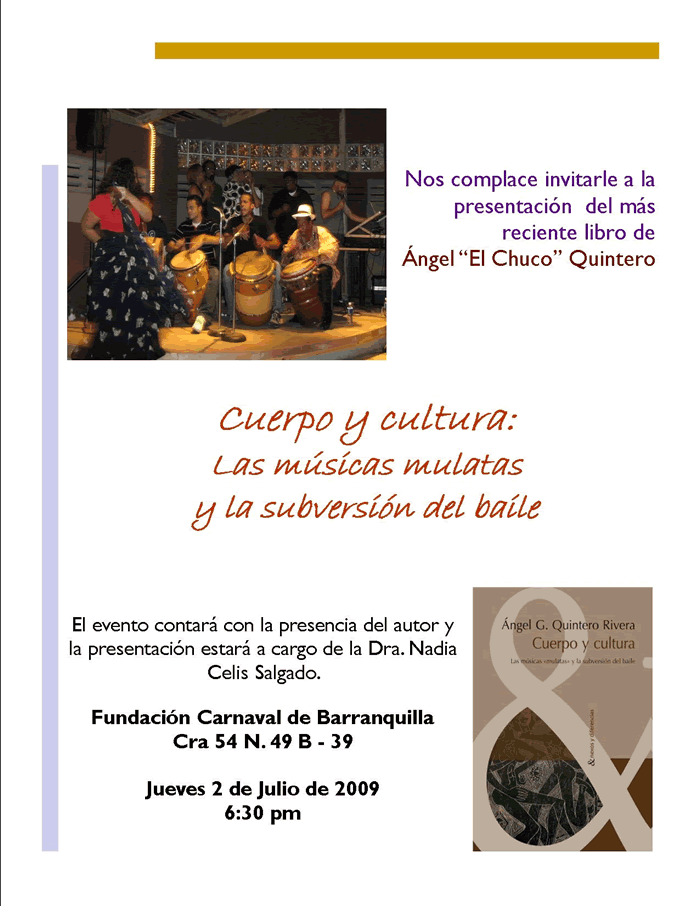 Nos complace invitarle a la
presentación del más
reciente libro de
Ángel “El Chuco” Quintero
Cuerpo y cultura:
Las músicas mulatas
y la subversión del baile
El evento contará con la presencia del autor y
la presentación estará a cargo de la Dra. Nadia
Celis Salgado.
Fundación Carnaval de Barranquilla
Cra 54 N. 49 B - 39
Jueves 2 de Julio de 2009
6:30 pm
Ángel G. Quintero Rivera
Cuerpo y cultura
Las músicas «mulatas» y la subversión del baile
&